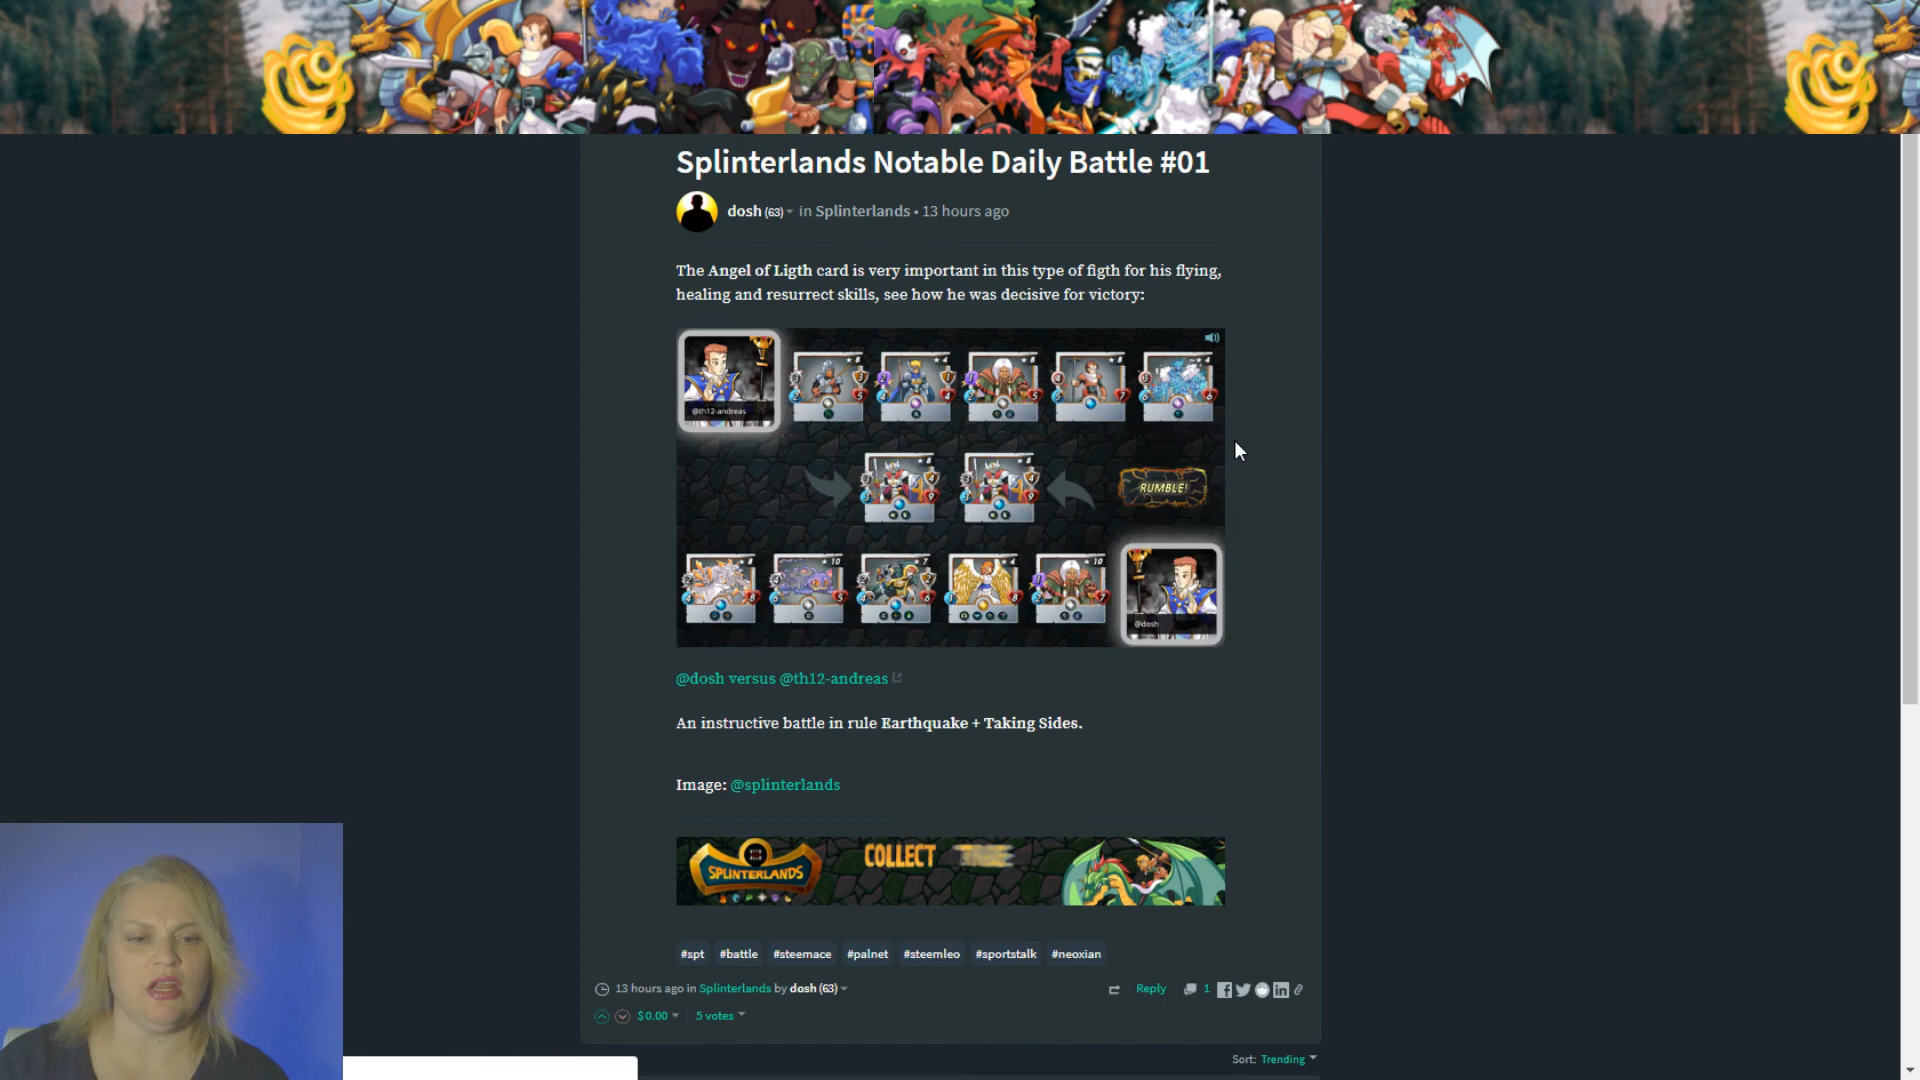 Splinterlands Notable Daily Battle #01
dosh (63) in Splinterlands • 13 hours ago
The Angel of Ligth card is very important in this type of figth for his flying,
healing and resurrect skills, see how he was decisive for victory:
@th12-andreas
RUMBLE!
@dosh
@dosh versus @th12-andreas
An instructive battle in rule Earthquake + Taking Sides.
Image: @splinterlands
SPLINTERLANDS
COLLECT
#spt #battle #steemace #palnet #steemleo #sportstalk #neoxian
13 hours ago in Splinterlands by dosh (63)
Reply 1
$0.00 5 votes
Sort: Trending